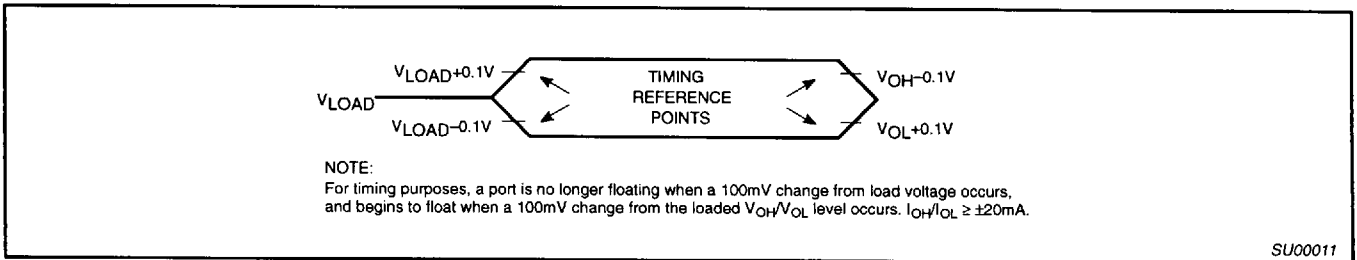 VLOAD+0.1V
TIMING
VOH–0.1V
VLOAD
REFERENCE
VLOAD–0.1V
POINTS
VOL+0.1V
NOTE:
For timing purposes, a port is no longer floating when a 100mV change from load voltage occurs,
and begins to float when a 100mV change from the loaded VOH/VOL level occurs. IOH/IOL ≥ ±20mA.
SU00011